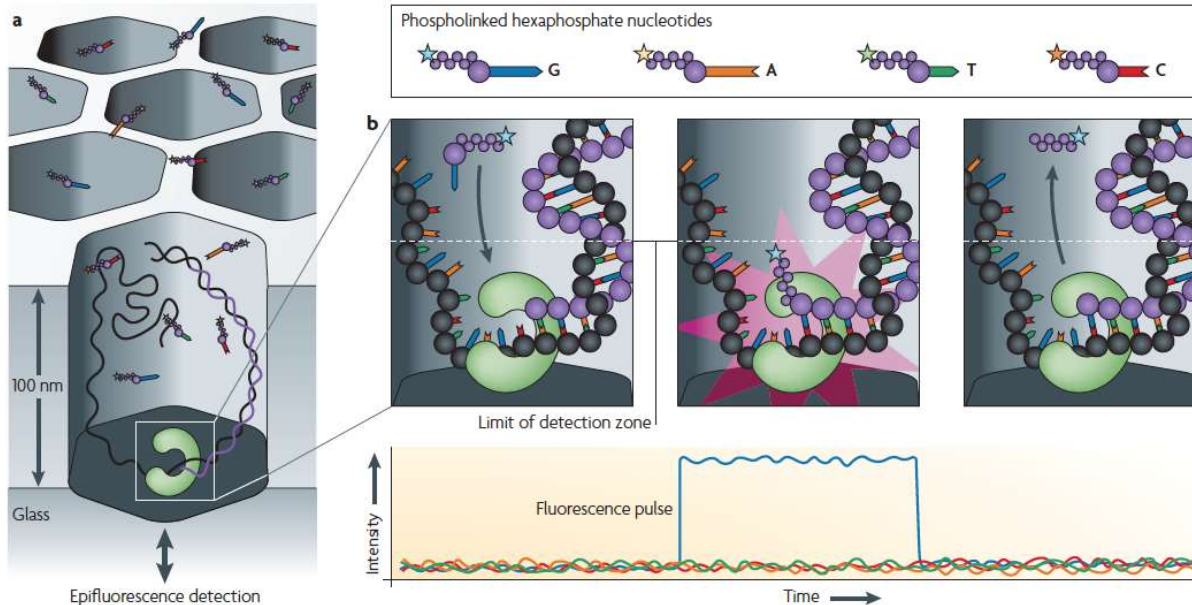 a
Phospholinked hexaphosphate nucleotides
G
A
T
C
b
100 nm
Limit of detection zone
Glass
Fluorescence pulse
Intensity
Epifluorescence detection
Time